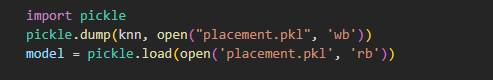 import pickle
pickle.dump(knn, open("placement.pkl", 'wb'))
model = pickle.load(open('placement.pkl', 'rb'))